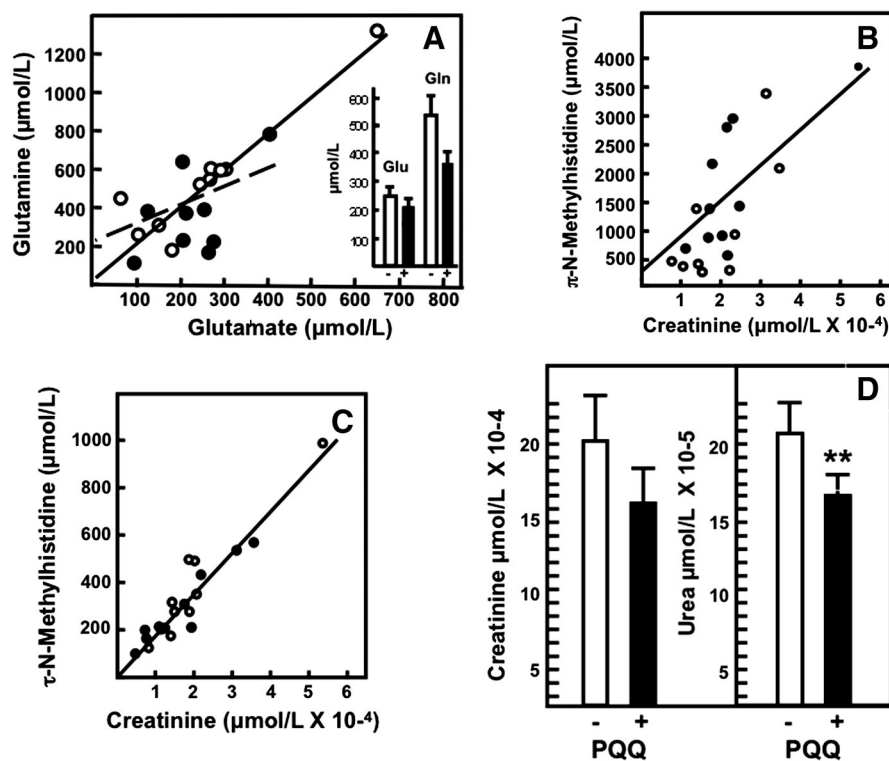 A
Glutamine (µmol/L)
1200
1000
800
600
400
200
100 200 300 400 500 600 700 800
Glutamate (µmol/L)
µmol/L
600
500
400
300
200
100
Glu
Gln
- + - +
B
π-N-Methylhistidine (µmol/L)
4000
3500
3000
2500
2000
1500
1000
500
1 2 3 4 5 6
Creatinine (µmol/L X 10-4)
C
τ-N-Methylhistidine (µmol/L)
1000
800
600
400
200
1 2 3 4 5 6
Creatinine (µmol/L X 10-4)
D
Creatinine µmol/L X 10-4
20
15
10
5
- +
PQQ
Urea µmol/L X 10-5
20
15
10
5
**
- +
PQQ